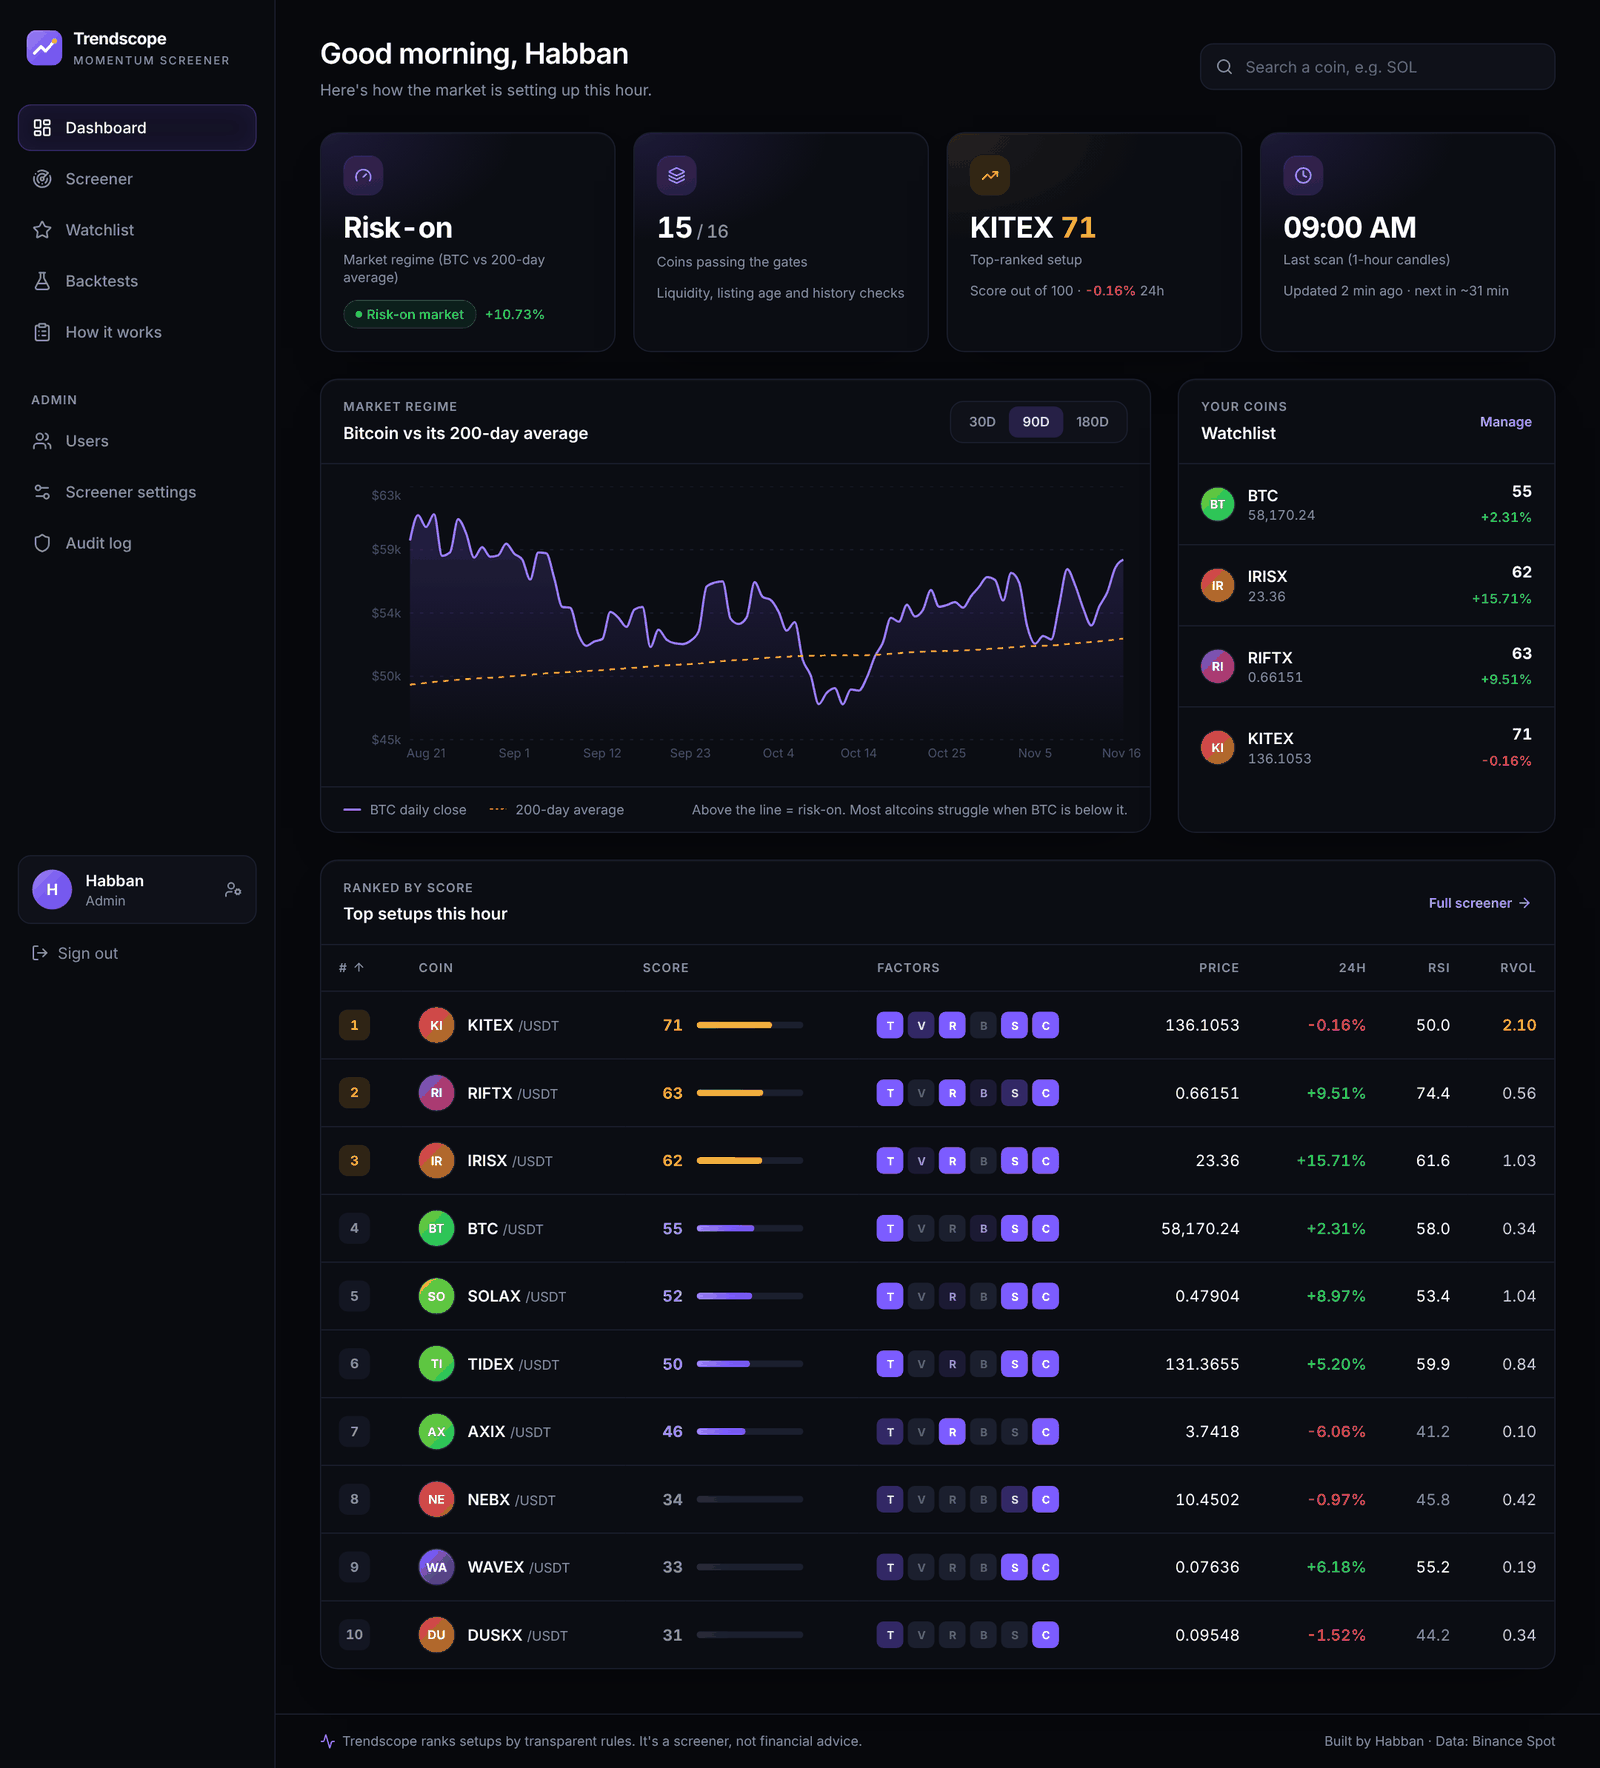 Trendscope
MOMENTUM SCREENER
Dashboard
Screener
Watchlist
Backtests
How it works
ADMIN
Users
Screener settings
Audit log
H
Habban
Admin
Sign out
Good morning, Habban
Here's how the market is setting up this hour.
Search a coin, e.g. SOL
Risk-on
Market regime (BTC vs 200-day
average)
Risk-on market +10.73%
15 / 16
Coins passing the gates
Liquidity, listing age and history checks
KITEX 71
Top-ranked setup
Score out of 100 · -0.16% 24h
09:00 AM
Last scan (1-hour candles)
Updated 2 min ago · next in ~31 min
MARKET REGIME
Bitcoin vs its 200-day average
30D 90D 180D
$63k
$59k
$54k
$50k
$45k
Aug 21 Sep 1 Sep 12 Sep 23 Oct 4 Oct 14 Oct 25 Nov 5 Nov 16
BTC daily close 200-day average Above the line = risk-on. Most altcoins struggle when BTC is below it.
YOUR COINS
Watchlist
Manage
BT BTC 55
58,170.24 +2.31%
IR IRISX 62
23.36 +15.71%
RI RIFTX 63
0.66151 +9.51%
KI KITEX 71
136.1053 -0.16%
RANKED BY SCORE
Top setups this hour
Full screener →
# ↑ COIN SCORE FACTORS PRICE 24H RSI RVOL
1 KI KITEX /USDT 71 T V R B S C 136.1053 -0.16% 50.0 2.10
2 RI RIFTX /USDT 63 T V R B S C 0.66151 +9.51% 74.4 0.56
3 IR IRISX /USDT 62 T V R B S C 23.36 +15.71% 61.6 1.03
4 BT BTC /USDT 55 T V R B S C 58,170.24 +2.31% 58.0 0.34
5 SO SOLAX /USDT 52 T V R B S C 0.47904 +8.97% 53.4 1.04
6 TI TIDEX /USDT 50 T V R B S C 131.3655 +5.20% 59.9 0.84
7 AX AXIX /USDT 46 T V R B S C 3.7418 -6.06% 41.2 0.10
8 NE NEBX /USDT 34 T V R B S C 10.4502 -0.97% 45.8 0.42
9 WA WAVEX /USDT 33 T V R B S C 0.07636 +6.18% 55.2 0.19
10 DU DUSKX /USDT 31 T V R B S C 0.09548 -1.52% 44.2 0.34
Trendscope ranks setups by transparent rules. It's a screener, not financial advice.
Built by Habban · Data: Binance Spot